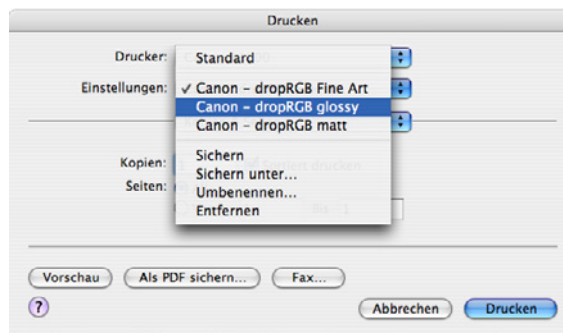 Drucken
Drucker:
Standard
Einstellungen:
✓ Canon – dropRGB Fine Art
Canon – dropRGB glossy
Canon – dropRGB matt
Kopien:
Sichern
Sichern unter...
Seiten:
Umbenennen...
Entfernen
Vorschau
Als PDF sichern...
Fax...
?
Abbrechen
Drucken